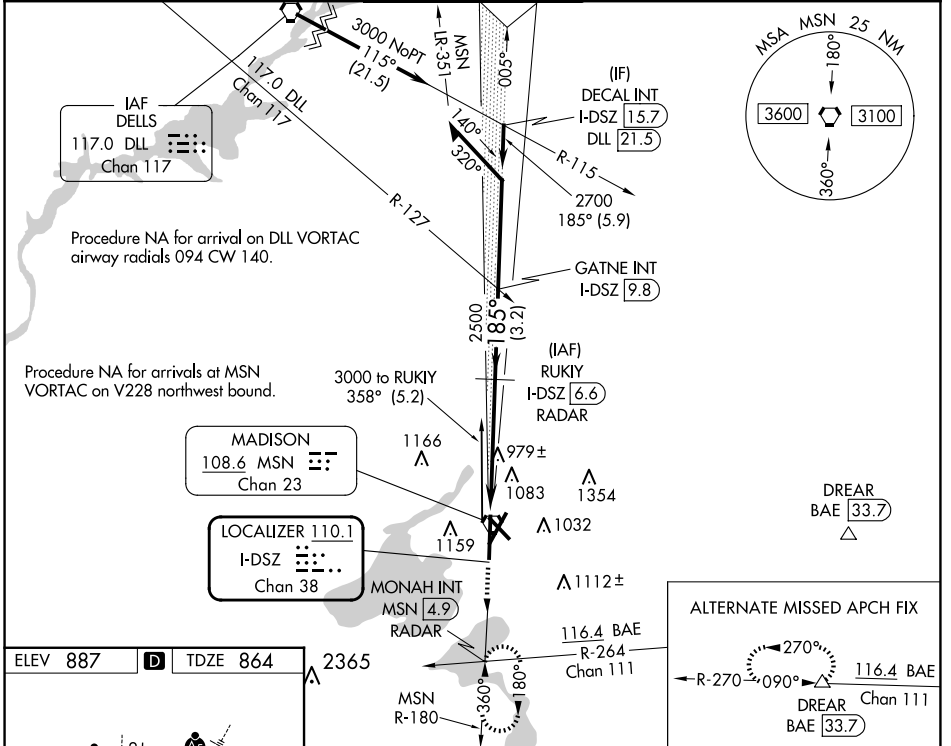 3000 NoPT
115°
(21.5)
MSN
LR-351
005°
MSA MSN 25 NM
180°
3600
3100
360°
117.0 DLL
Chan 117
(IF)
DECAL INT
I-DSZ 15.7
DLL 21.5
IAF
DELLS
117.0 DLL
Chan 117
140°
320°
R-115
2700
185° (5.9)
R-127
Procedure NA for arrival on DLL VORTAC
airway radials 094 CW 140.
GATNE INT
I-DSZ 9.8
2500
185°
(3.2)
Procedure NA for arrivals at MSN
VORTAC on V228 northwest bound.
3000 to RUKIY
358° (5.2)
(IAF)
RUKIY
I-DSZ 6.6
RADAR
MADISON
108.6 MSN
Chan 23
1166
979±
1083
1354
DREAR
BAE 33.7
1159
1032
LOCALIZER 110.1
I-DSZ
Chan 38
MONAH INT
MSN 4.9
RADAR
1112±
116.4 BAE
R-264
Chan 111
ALTERNATE MISSED APCH FIX
270°
R-270
090°
116.4 BAE
Chan 111
DREAR
BAE 33.7
ELEV 887 D TDZE 864
2365
MSN
R-180
360°
180°